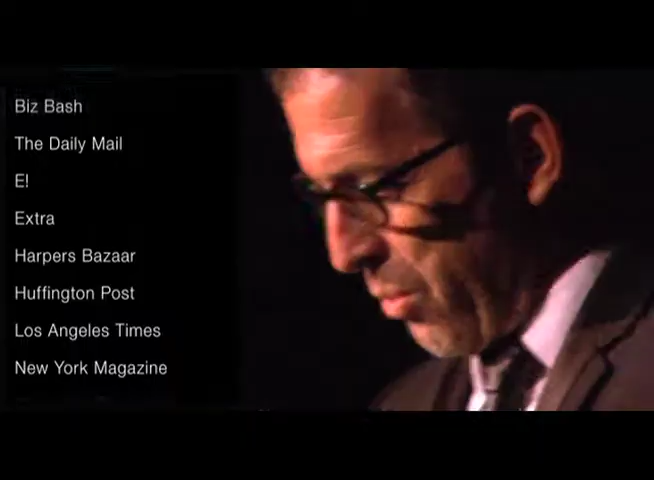 Biz Bash
The Daily Mail
E!
Extra
Harpers Bazaar
Huffington Post
Los Angeles Times
New York Magazine